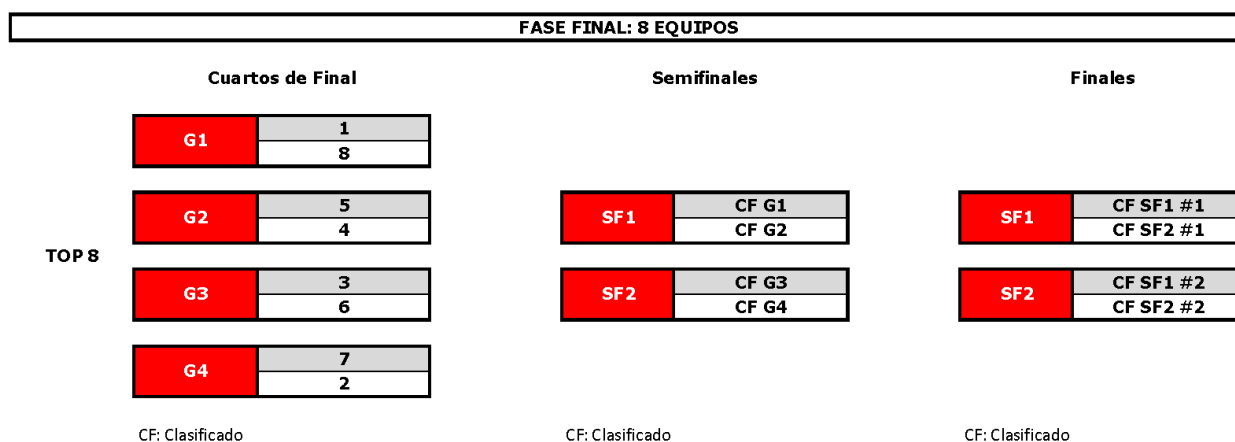 FASE FINAL: 8 EQUIPOS
Cuartos de Final
Semifinales
Finales
TOP 8
G1
1
8
G2
5
4
G3
3
6
G4
7
2
SF1
CF G1
CF G2
SF2
CF G3
CF G4
SF1
CF SF1 #1
CF SF2 #1
SF2
CF SF1 #2
CF SF2 #2
CF: Clasificado
CF: Clasificado
CF: Clasificado